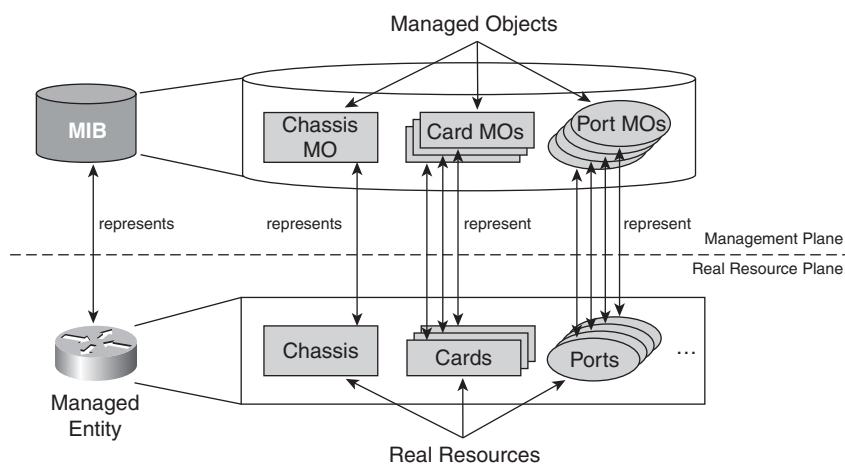 Managed Objects
MIB
Chassis
MO
Card MOs
Port MOs
represents
represents
represent
represent
Management Plane
Real Resource Plane
Chassis
Cards
Ports
...
Managed
Entity
Real Resources